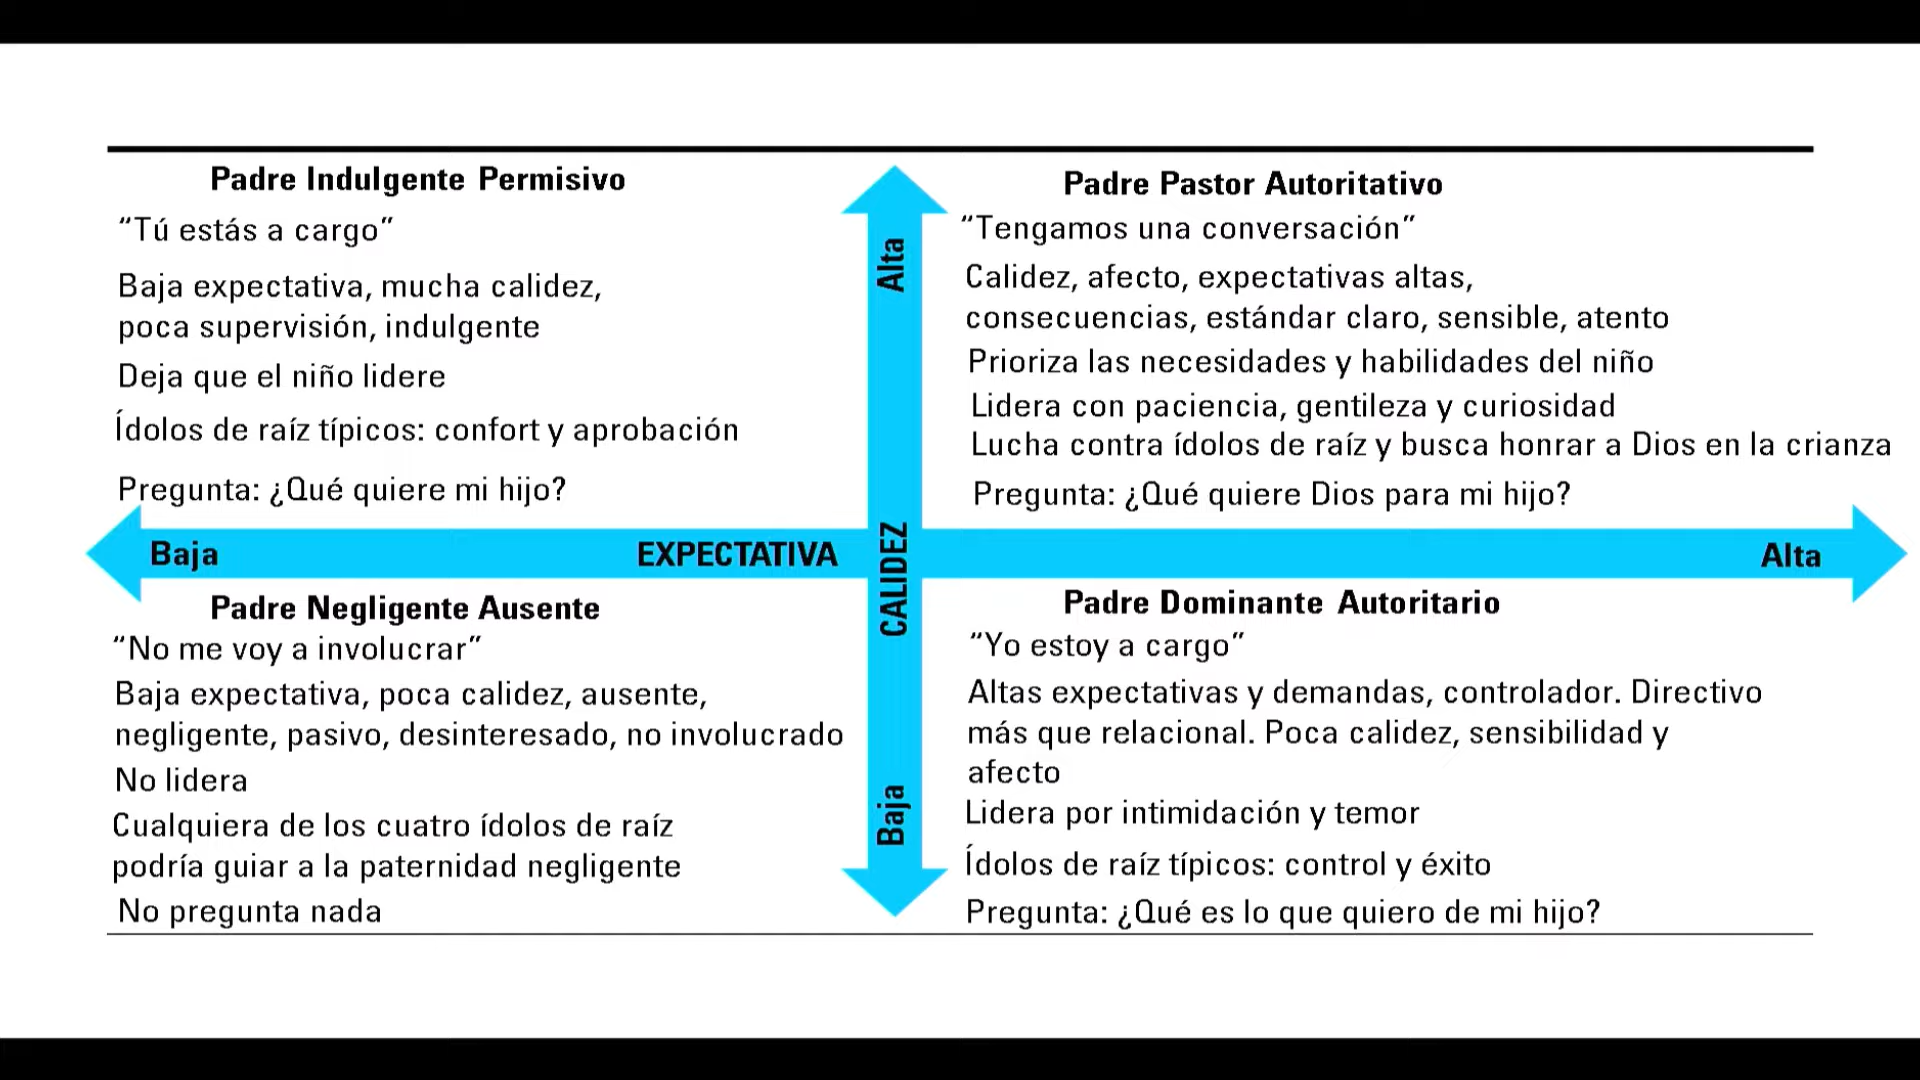 Padre Indulgente Permisivo
“Tú estás a cargo”
Baja expectativa, mucha calidez,
poca supervisión, indulgente
Deja que el niño lidere
Ídolos de raíz típicos: confort y aprobación
Pregunta: ¿Qué quiere mi hijo?
Padre Pastor Autoritativo
“Tengamos una conversación”
Calidez, afecto, expectativas altas,
consecuencias, estándar claro, sensible, atento
Prioriza las necesidades y habilidades del niño
Lidera con paciencia, gentileza y curiosidad
Lucha contra ídolos de raíz y busca honrar a Dios en la crianza
Pregunta: ¿Qué quiere Dios para mi hijo?
Alta
CALIDEZ
Baja
Baja
EXPECTATIVA
Alta
Padre Negligente Ausente
“No me voy a involucrar”
Baja expectativa, poca calidez, ausente,
negligente, pasivo, desinteresado, no involucrado
No lidera
Cualquiera de los cuatro ídolos de raíz
podría guiar a la paternidad negligente
No pregunta nada
Padre Dominante Autoritario
“Yo estoy a cargo”
Altas expectativas y demandas, controlador. Directivo
más que relacional. Poca calidez, sensibilidad y
afecto
Lidera por intimidación y temor
Ídolos de raíz típicos: control y éxito
Pregunta: ¿Qué es lo que quiero de mi hijo?